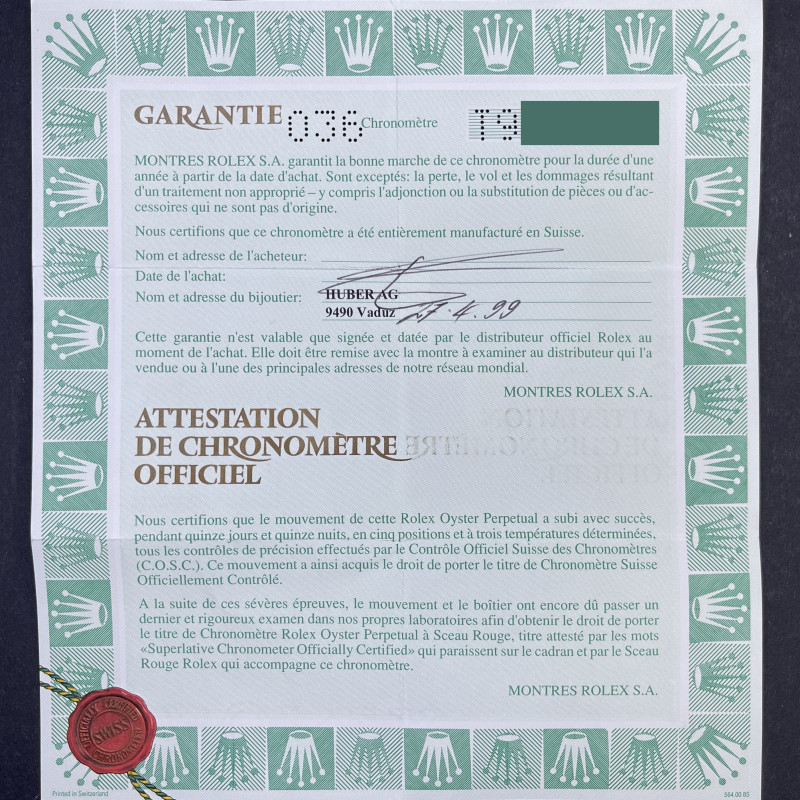 GARANTIE 036 Chronomètre T9
MONTRES ROLEX S.A. garantit la bonne marche de ce chronomètre pour la durée d'une
année à partir de la date d'achat. Sont exceptés: la perte, le vol et les dommages résultant
d'un traitement non approprié – y compris l'adjonction ou la substitution de pièces ou d'ac-
cessoires qui ne sont pas d'origine.
Nous certifions que ce chronomètre a été entièrement manufacturé en Suisse.
Nom et adresse de l'acheteur:
Date de l'achat:
Nom et adresse du bijoutier: HUBER AG
9490 Vaduz 27.4.99
Cette garantie n'est valable que signée et datée par le distributeur officiel Rolex au
moment de l'achat. Elle doit être remise avec la montre à examiner au distributeur qui l'a
vendue ou à l'une des principales adresses de notre réseau mondial.
MONTRES ROLEX S.A.
ATTESTATION
DE CHRONOMÈTRE
OFFICIEL
Nous certifions que le mouvement de cette Rolex Oyster Perpetual a subi avec succès,
pendant quinze jours et quinze nuits, en cinq positions et à trois températures déterminées,
tous les contrôles de précision effectués par le Contrôle Officiel Suisse des Chronomètres
(C.O.S.C.). Ce mouvement a ainsi acquis le droit de porter le titre de Chronomètre Suisse
Officiellement Contrôlé.
A la suite de ces sévères épreuves, le mouvement et le boîtier ont encore dû passer un
dernier et rigoureux examen dans nos propres laboratoires afin d'obtenir le droit de porter
le titre de Chronomètre Rolex Oyster Perpetual à Sceau Rouge, titre attesté par les mots
«Superlative Chronometer Officially Certified» qui paraissent sur le cadran et par le Sceau
Rouge Rolex qui accompagne ce chronomètre.
MONTRES ROLEX S.A.
OFFICIALLY CERTIFIED
SWISS
CHRONOMETER
Printed in Switzerland
564.00.85